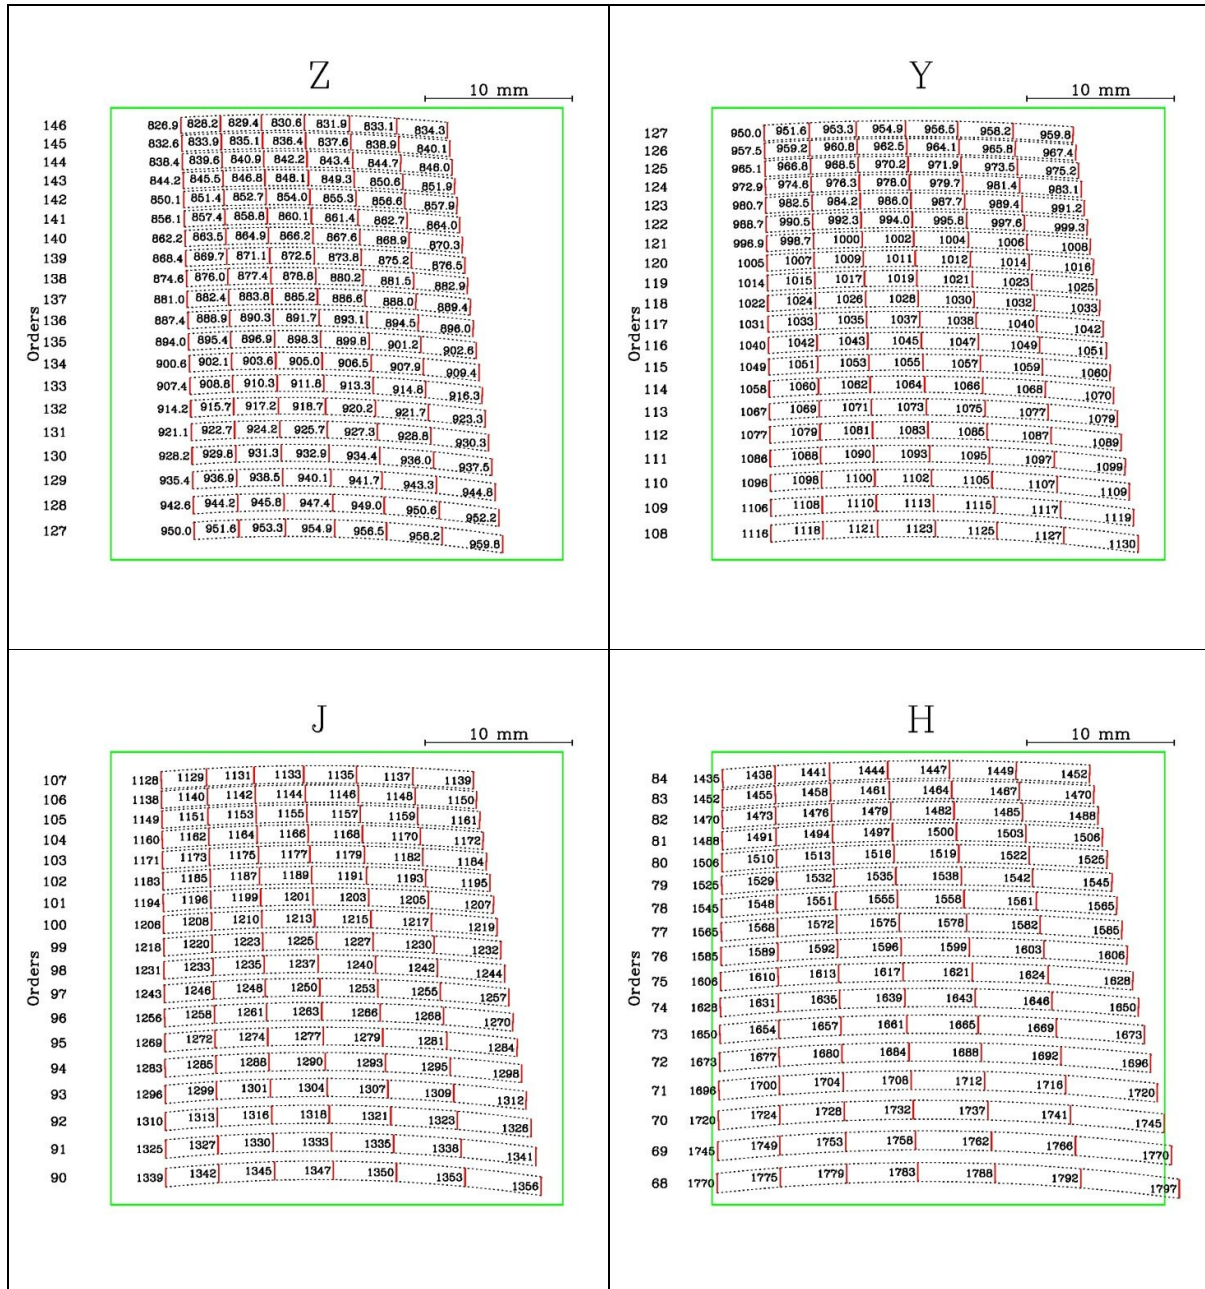 Z
10 mm
Orders
146 826.9 828.2 829.4 830.6 831.9 833.1 834.3
145 832.6 833.9 835.1 836.4 837.6 838.9 840.1
144 838.4 839.6 840.9 842.2 843.4 844.7 846.0
143 844.2 845.5 846.8 848.1 849.3 850.6 851.9
142 850.1 851.4 852.7 854.0 855.3 856.6 857.9
141 856.1 857.4 858.8 860.1 861.4 862.7 864.0
140 862.2 863.5 864.9 866.2 867.6 868.9 870.3
139 868.4 869.7 871.1 872.5 873.8 875.2 876.5
138 874.6 876.0 877.4 878.8 880.2 881.5 882.9
137 881.0 882.4 883.8 885.2 886.6 888.0 889.4
136 887.4 888.9 890.3 891.7 893.1 894.5 896.0
135 894.0 895.4 896.9 898.3 899.8 901.2 902.6
134 900.6 902.1 903.6 905.0 906.5 907.9 909.4
133 907.4 908.8 910.3 911.8 913.3 914.8 916.3
132 914.2 915.7 917.2 918.7 920.2 921.7 923.3
131 921.1 922.7 924.2 925.7 927.3 928.8 930.3
130 928.2 929.8 931.3 932.9 934.4 936.0 937.5
129 935.4 936.9 938.5 940.1 941.7 943.3 944.8
128 942.6 944.2 945.8 947.4 949.0 950.6 952.2
127 950.0 951.6 953.3 954.9 956.5 958.2 959.8
Y
10 mm
Orders
127 950.0 951.6 953.3 954.9 956.5 958.2 959.8
126 957.5 959.2 960.8 962.5 964.1 965.8 967.4
125 965.1 966.8 968.5 970.2 971.9 973.5 975.2
124 972.9 974.6 976.3 978.0 979.7 981.4 983.1
123 980.7 982.5 984.2 986.0 987.7 989.4 991.2
122 988.7 990.5 992.3 994.0 995.8 997.6 999.3
121 996.9 998.7 1000 1002 1004 1006 1008
120 1005 1007 1009 1011 1012 1014 1016
119 1014 1015 1017 1019 1021 1023 1025
118 1022 1024 1026 1028 1030 1032 1033
117 1031 1033 1035 1037 1038 1040 1042
116 1040 1042 1043 1045 1047 1049 1051
115 1049 1051 1053 1055 1057 1059 1060
114 1058 1060 1062 1064 1066 1068 1070
113 1067 1069 1071 1073 1075 1077 1079
112 1077 1079 1081 1083 1085 1087 1089
111 1086 1088 1090 1093 1095 1097 1099
110 1096 1098 1100 1102 1105 1107 1109
109 1106 1108 1110 1113 1115 1117 1119
108 1116 1118 1121 1123 1125 1127 1130
J
10 mm
Orders
107 1128 1129 1131 1133 1135 1137 1139
106 1138 1140 1142 1144 1146 1148 1150
105 1149 1151 1153 1155 1157 1159 1161
104 1160 1162 1164 1166 1168 1170 1172
103 1171 1173 1175 1177 1179 1182 1184
102 1183 1185 1187 1189 1191 1193 1195
101 1194 1196 1199 1201 1203 1205 1207
100 1206 1208 1210 1213 1215 1217 1219
99 1218 1220 1223 1225 1227 1230 1232
98 1231 1233 1235 1237 1240 1242 1244
97 1243 1246 1248 1250 1253 1255 1257
96 1256 1258 1261 1263 1266 1268 1270
95 1269 1272 1274 1277 1279 1281 1284
94 1283 1285 1288 1290 1293 1295 1298
93 1296 1299 1301 1304 1307 1309 1312
92 1310 1313 1316 1318 1321 1323 1326
91 1325 1327 1330 1333 1335 1338 1341
90 1339 1342 1345 1347 1350 1353 1356
H
10 mm
Orders
84 1435 1438 1441 1444 1447 1449 1452
83 1452 1455 1458 1461 1464 1467 1470
82 1470 1473 1476 1479 1482 1485 1488
81 1488 1491 1494 1497 1500 1503 1506
80 1506 1510 1513 1516 1519 1522 1525
79 1525 1529 1532 1535 1538 1542 1545
78 1545 1548 1551 1555 1558 1561 1565
77 1565 1568 1572 1575 1578 1582 1585
76 1585 1589 1592 1596 1599 1603 1606
75 1606 1610 1613 1617 1621 1624 1628
74 1628 1631 1635 1639 1643 1646 1650
73 1650 1654 1657 1661 1665 1669 1673
72 1673 1677 1680 1684 1688 1692 1696
71 1696 1700 1704 1708 1712 1716 1720
70 1720 1724 1728 1732 1737 1741 1745
69 1745 1749 1753 1758 1762 1766 1770
68 1770 1775 1779 1783 1788 1792 1797